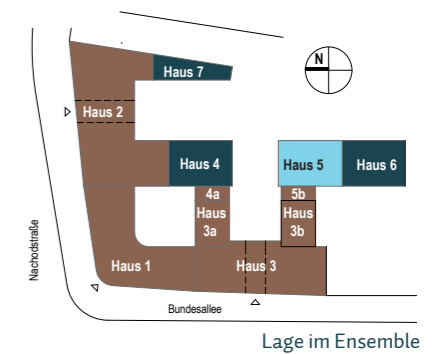 N
Haus 7
Haus 2
Haus 4
Haus 5
Haus 6
4a
5b
Haus
3a
Haus
3b
Haus 1
Haus 3
Nachodstraße
Bundesallee
Lage im Ensemble